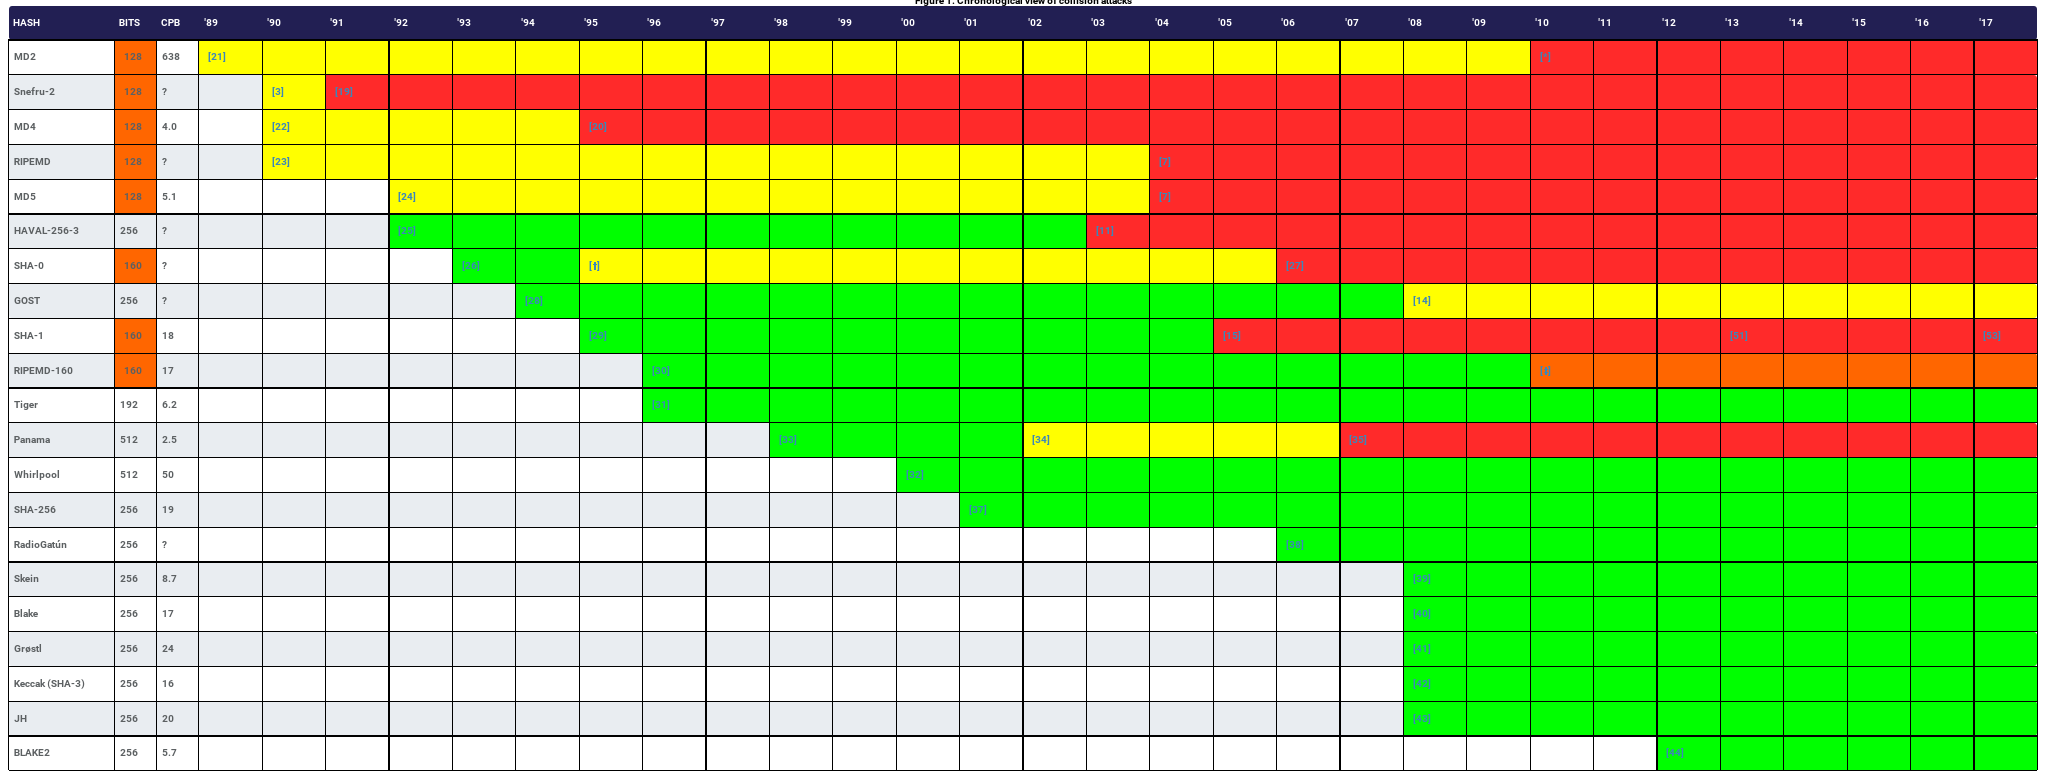 Figure 1. Chronological view of collision attacks
HASH BITS CPB '89 '90 '91 '92 '93 '94 '95 '96 '97 '98 '99 '00 '01 '02 '03 '04 '05 '06 '07 '08 '09 '10 '11 '12 '13 '14 '15 '16 '17
MD2 128 638 [21] [*]
Snefru-2 128 ? [3] [19]
MD4 128 4.0 [22] [20]
RIPEMD 128 ? [23] [7]
MD5 128 5.1 [24] [7]
HAVAL-256-3 256 ? [25] [11]
SHA-0 160 ? [26] [†] [27]
GOST 256 ? [28] [14]
SHA-1 160 18 [29] [15] [51] [53]
RIPEMD-160 160 17 [30] [‡]
Tiger 192 6.2 [31]
Panama 512 2.5 [33] [34] [35]
Whirlpool 512 50 [32]
SHA-256 256 19 [37]
RadioGatún 256 ? [38]
Skein 256 8.7 [39]
Blake 256 17 [40]
Grøstl 256 24 [41]
Keccak (SHA-3) 256 16 [42]
JH 256 20 [43]
BLAKE2 256 5.7 [44]